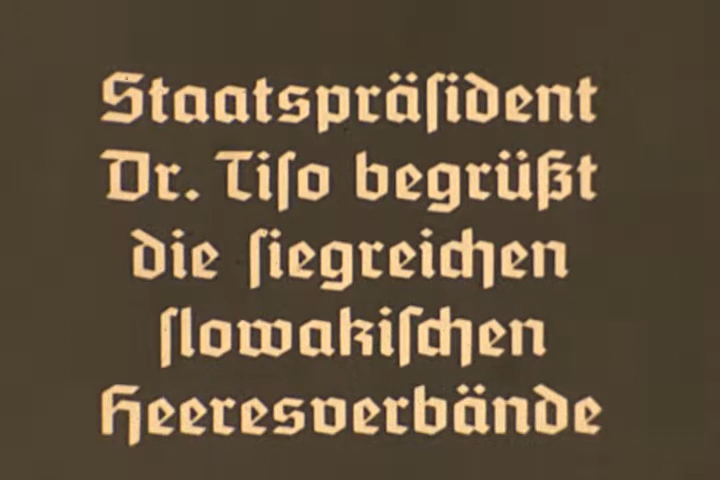 Staatspräſident
Dr. Tiſo begrüßt
die ſiegreichen
ſlowakiſchen
Heeresverbände